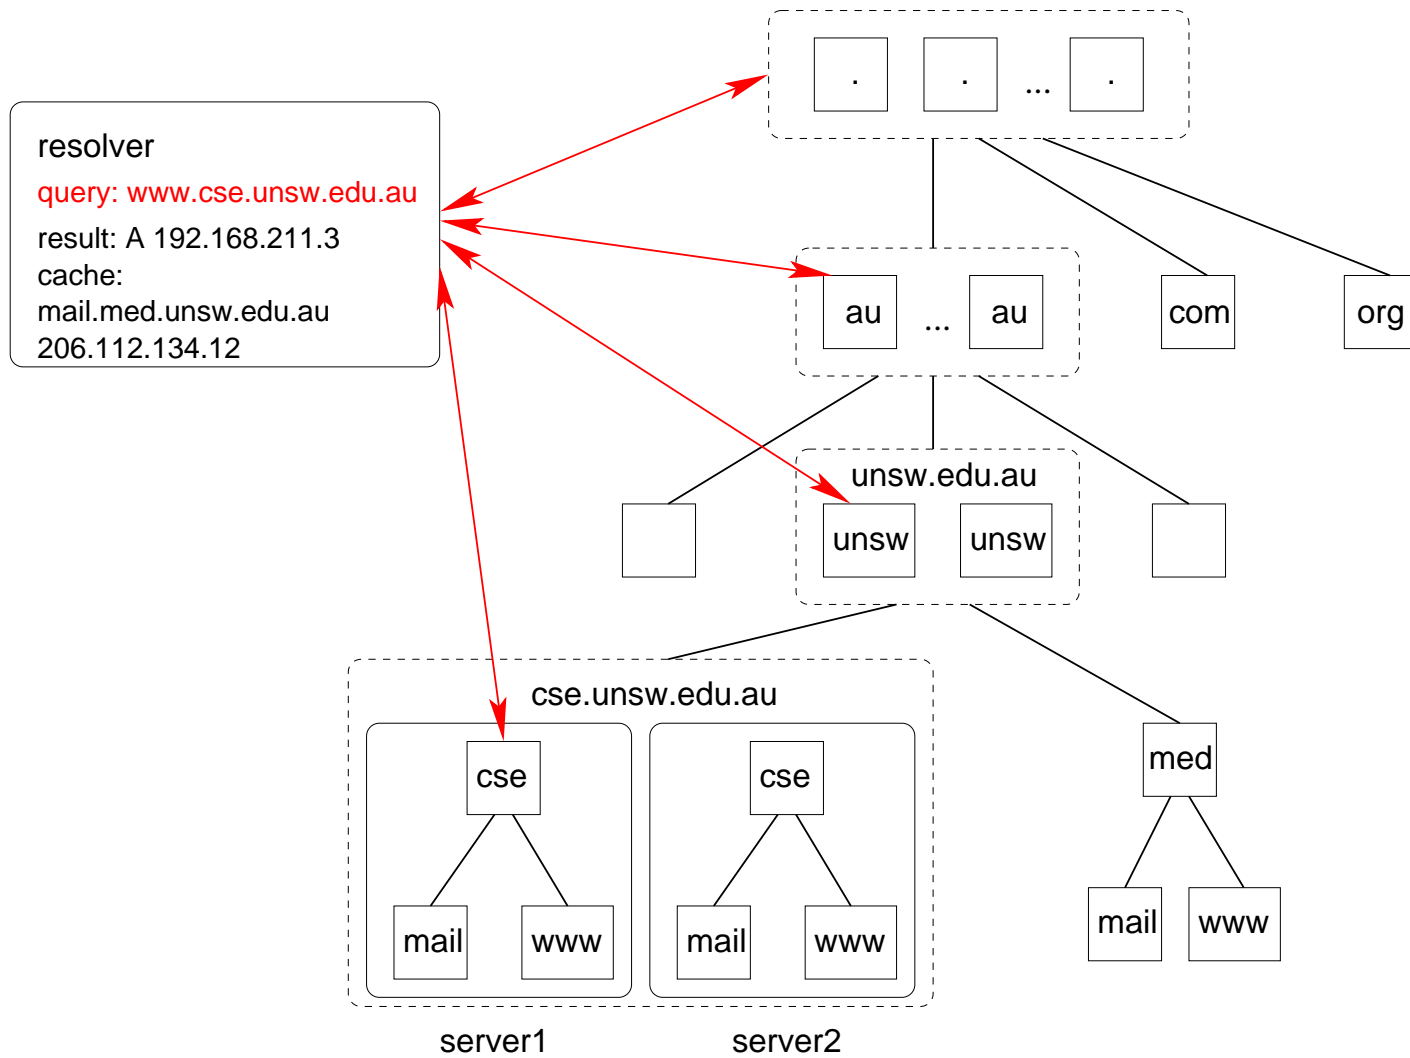 . . ... .
resolver
query: www.cse.unsw.edu.au
result: A 192.168.211.3
cache:
mail.med.unsw.edu.au
206.112.134.12
au ... au com org
unsw.edu.au
unsw unsw
cse.unsw.edu.au
cse cse med
mail www mail www mail www
server1 server2